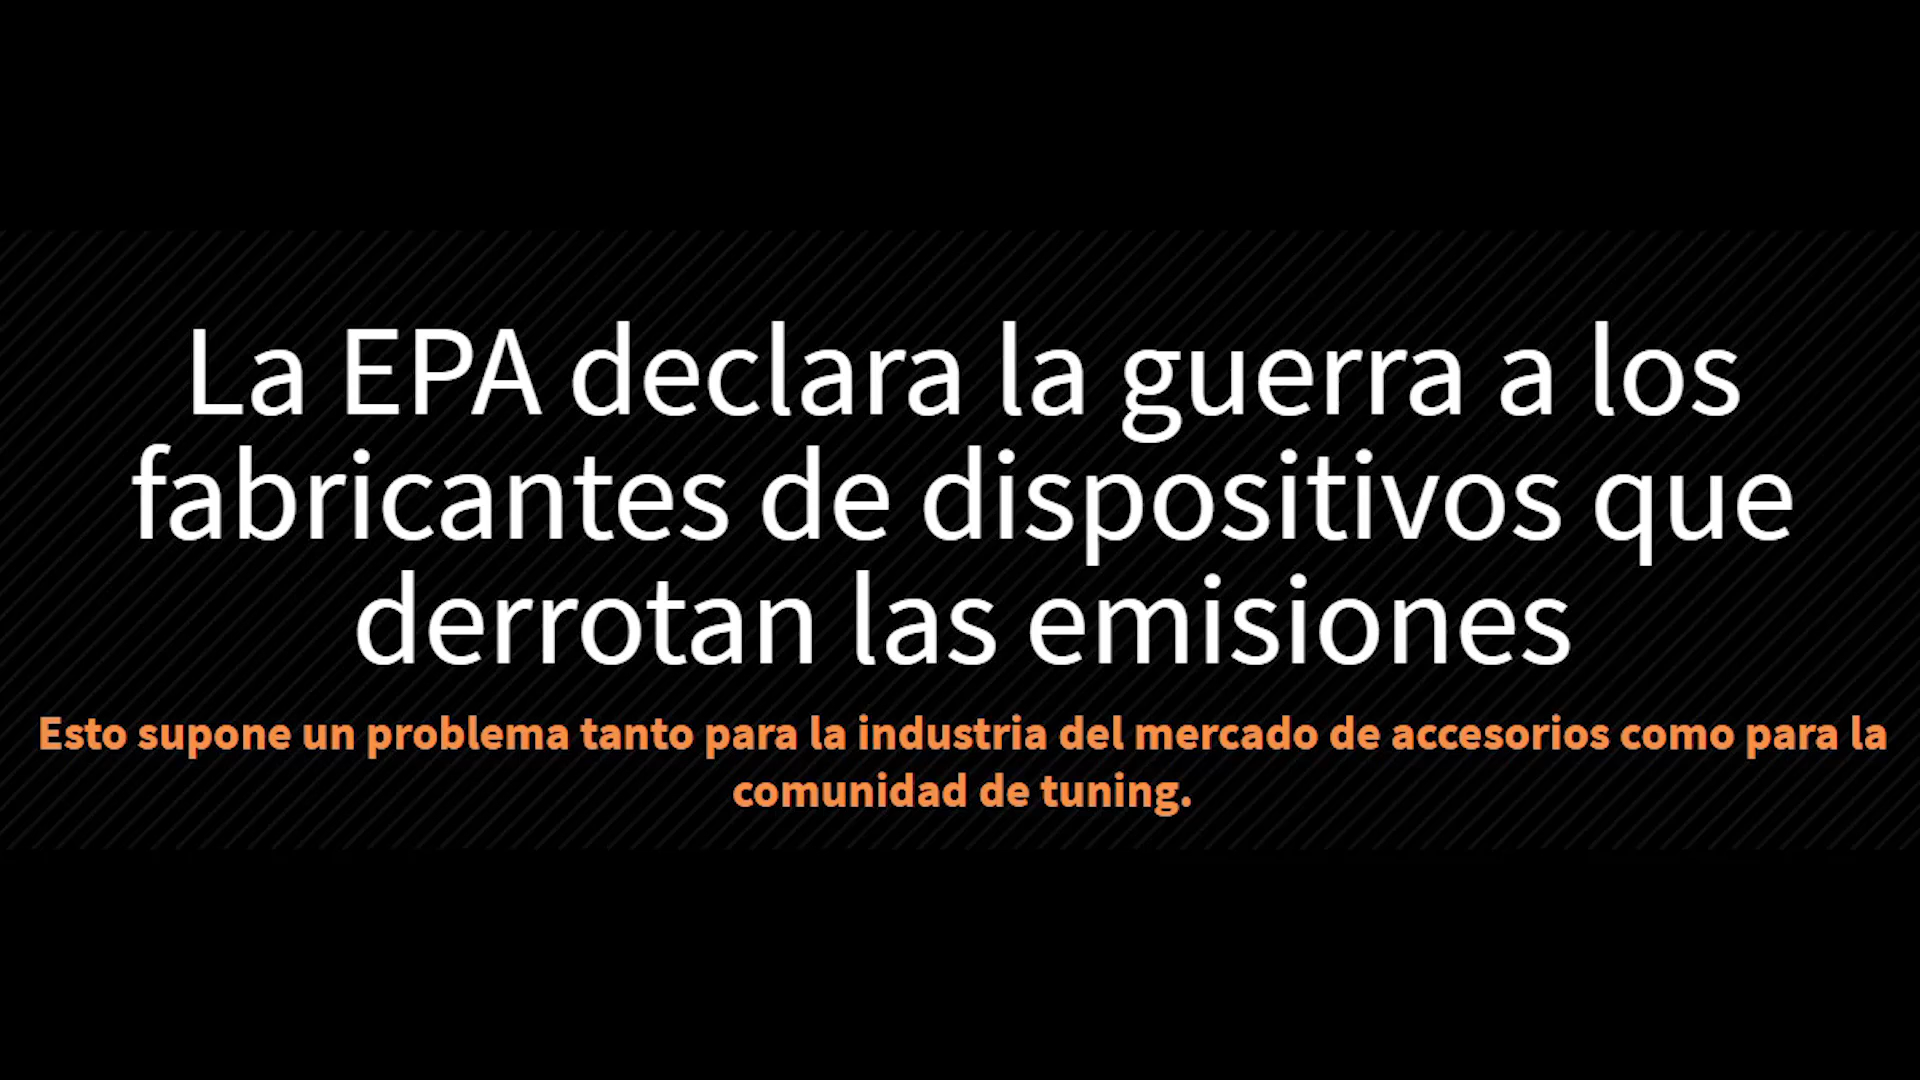 La EPA declara la guerra a los
fabricantes de dispositivos que
derrotan las emisiones
Esto supone un problema tanto para la industria del mercado de accesorios como para la
comunidad de tuning.